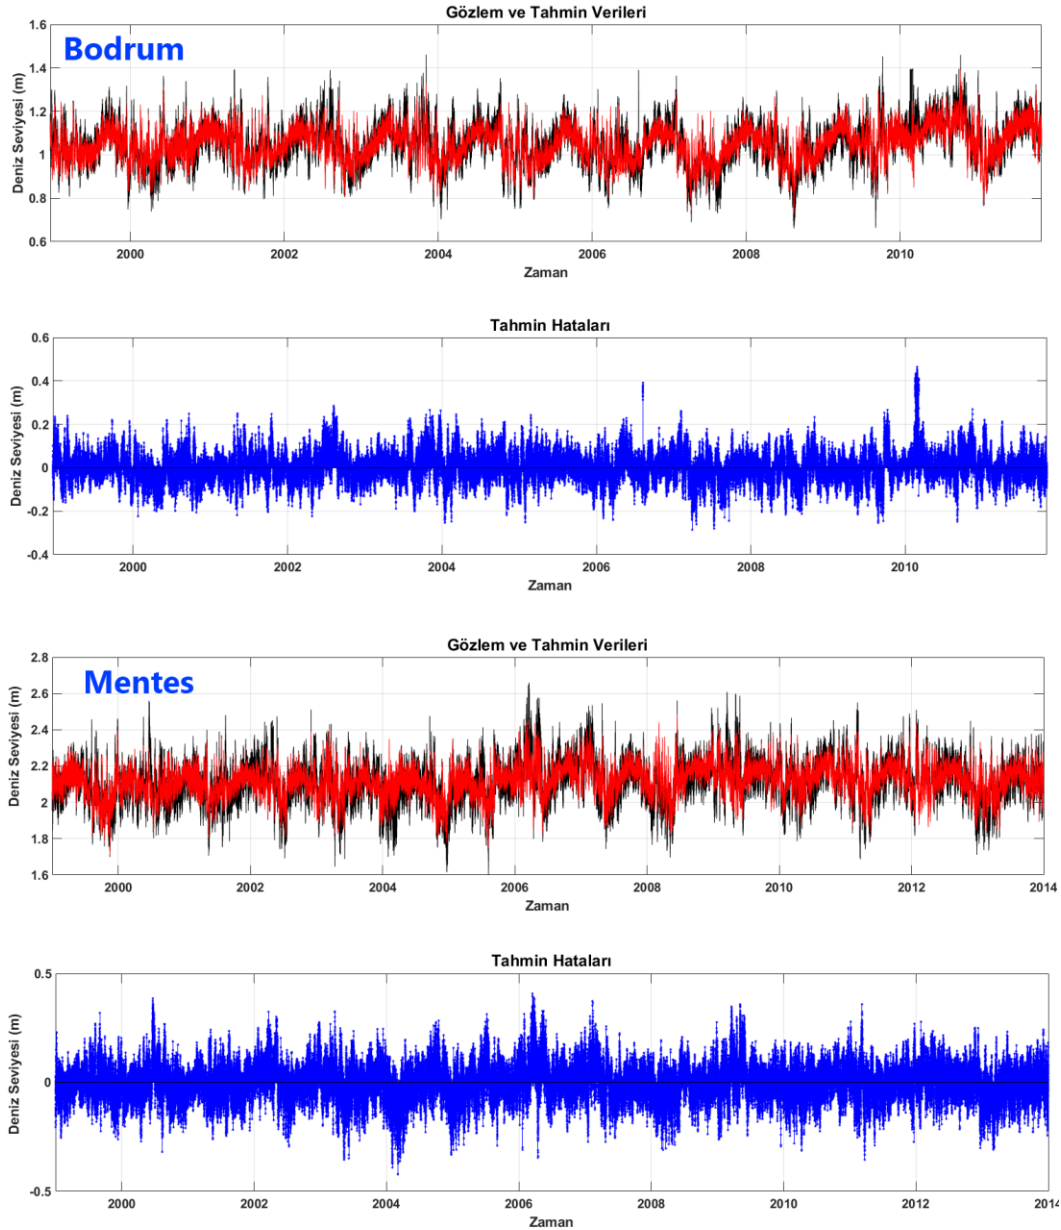 Gözlem ve Tahmin Verileri
Bodrum
Deniz Seviyesi (m)
1.6
1.4
1.2
1
0.8
0.6
2000 2002 2004 2006 2008 2010
Zaman
Tahmin Hataları
Deniz Seviyesi (m)
0.6
0.4
0.2
0
-0.2
-0.4
2000 2002 2004 2006 2008 2010
Zaman
Gözlem ve Tahmin Verileri
Mentes
Deniz Seviyesi (m)
2.8
2.6
2.4
2.2
2
1.8
1.6
2000 2002 2004 2006 2008 2010 2012 2014
Zaman
Tahmin Hataları
Deniz Seviyesi (m)
0.5
0
-0.5
2000 2002 2004 2006 2008 2010 2012 2014
Zaman